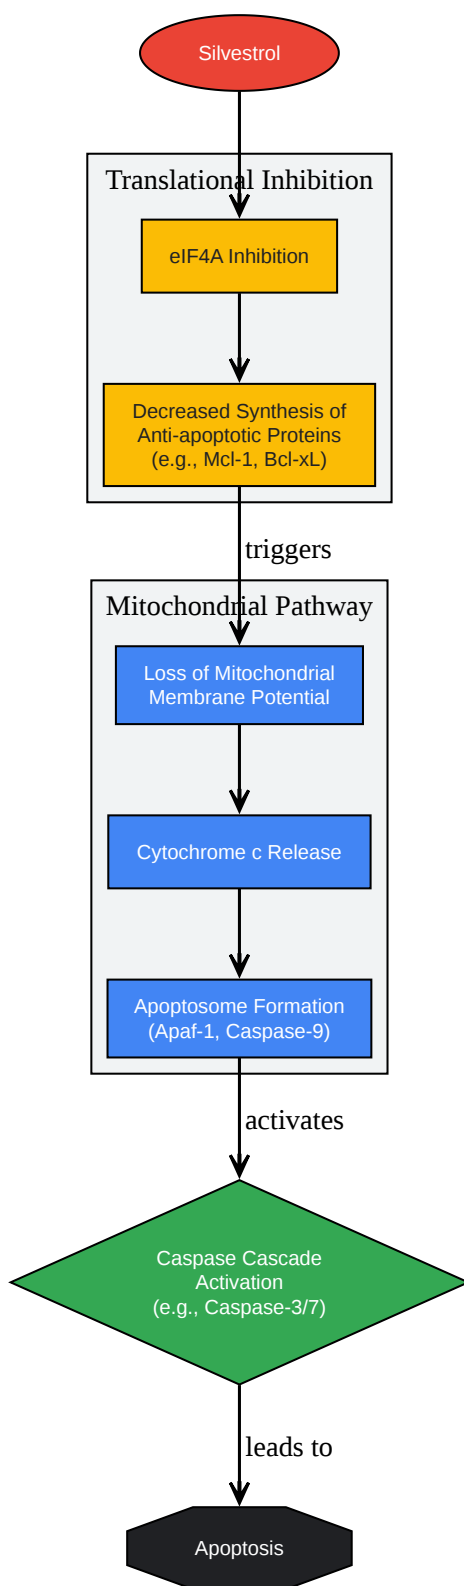 Silvestrol
Translational Inhibition
eIF4A Inhibition
Decreased Synthesis of
Anti-apoptotic Proteins
(e.g., Mcl-1, Bcl-xL)
triggers
Mitochondrial Pathway
Loss of Mitochondrial
Membrane Potential
Cytochrome c Release
Apoptosome Formation
(Apaf-1, Caspase-9)
activates
Caspase Cascade
Activation
(e.g., Caspase-3/7)
leads to
Apoptosis